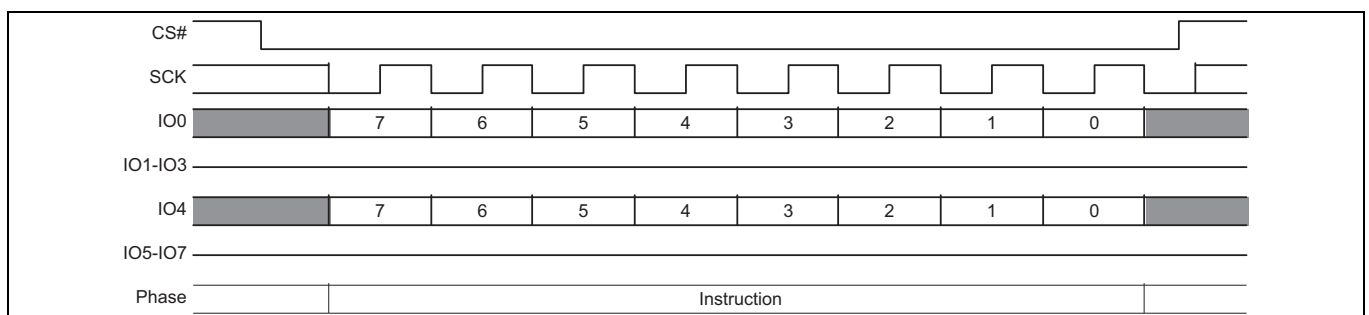 CS#
SCK
IO0 7 6 5 4 3 2 1 0
IO1-IO3
IO4 7 6 5 4 3 2 1 0
IO5-IO7
Phase Instruction